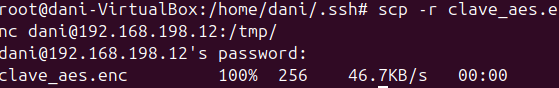 root@dani-VirtualBox:/home/dani/.ssh# scp -r clave_aes.e
nc dani@192.168.198.12:/tmp/
dani@192.168.198.12's password:
clave_aes.enc 100% 256 46.7KB/s 00:00